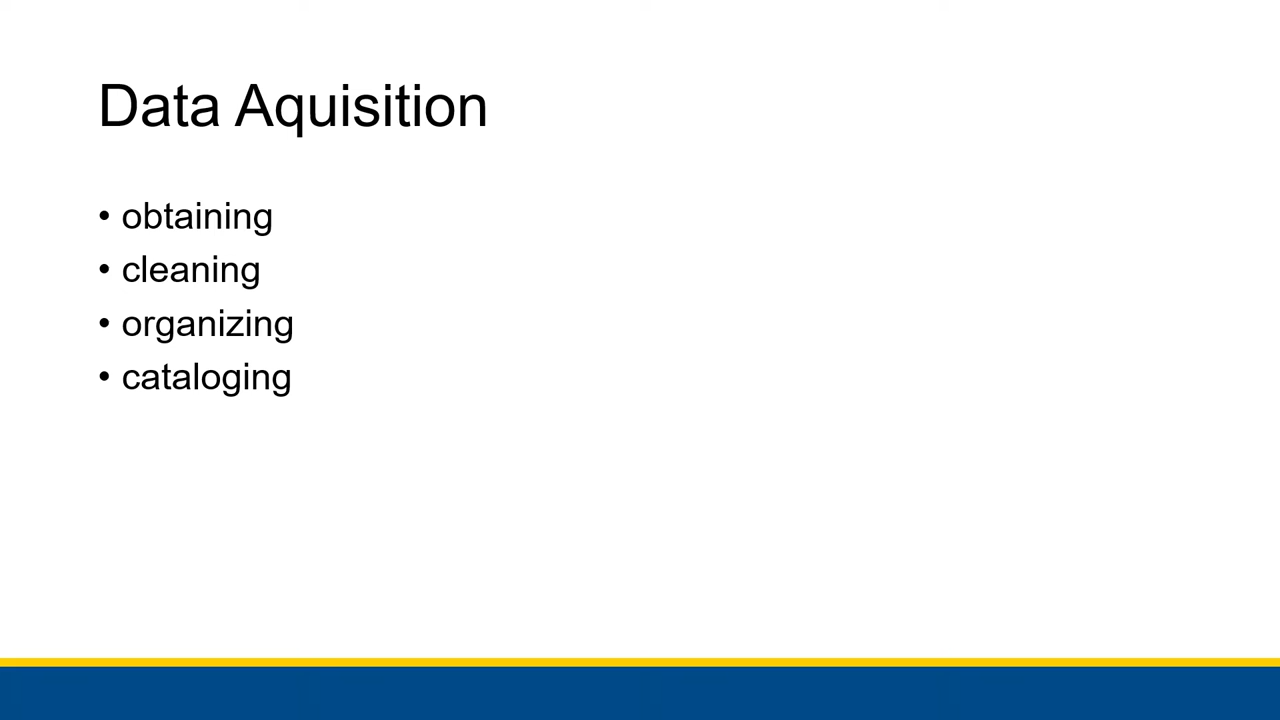 Data Aquisition
• obtaining
• cleaning
• organizing
• cataloging